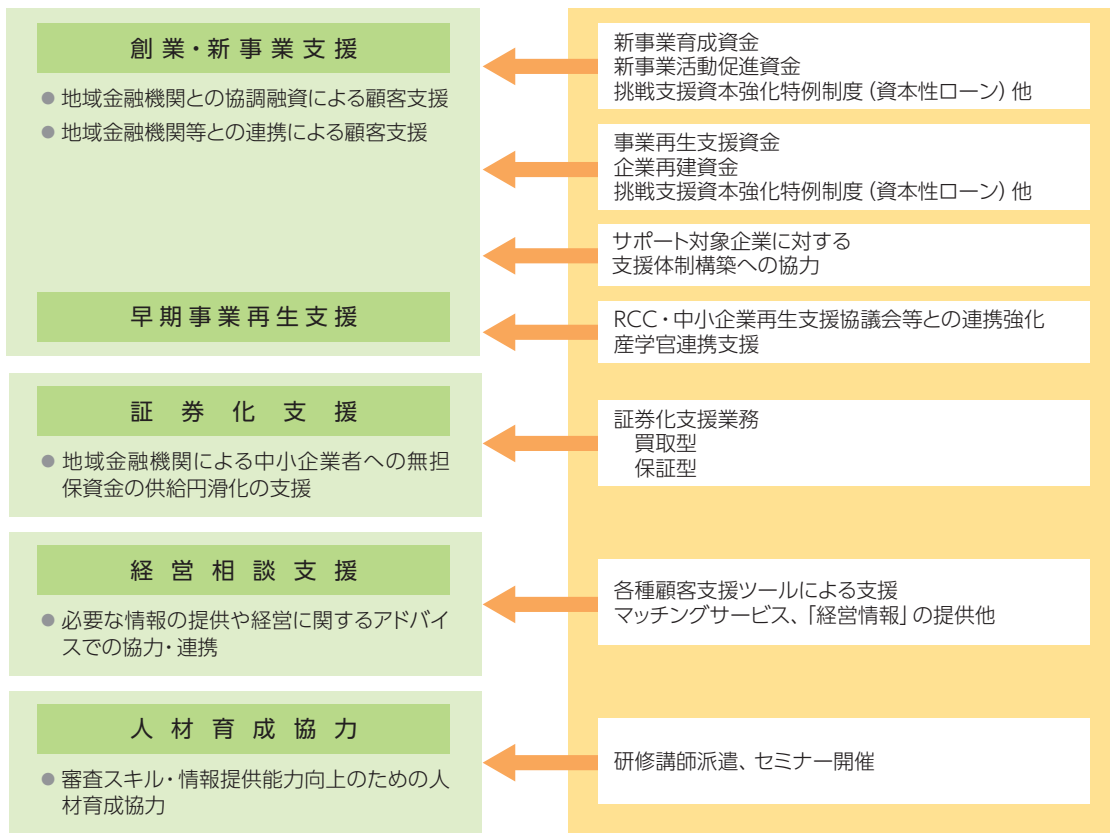 創業・新事業支援
● 地域金融機関との協調融資による顧客支援
● 地域金融機関等との連携による顧客支援
早期事業再生支援
新事業育成資金
新事業活動促進資金
挑戦支援資本強化特例制度（資本性ローン）他
事業再生支援資金
企業再建資金
挑戦支援資本強化特例制度（資本性ローン）他
サポート対象企業に対する
支援体制構築への協力
RCC・中小企業再生支援協議会等との連携強化
産学官連携支援
証券化支援
● 地域金融機関による中小企業者への無担
保資金の供給円滑化の支援
証券化支援業務
買取型
保証型
経営相談支援
● 必要な情報の提供や経営に関するアドバイ
スでの協力・連携
各種顧客支援ツールによる支援
マッチングサービス、「経営情報」の提供他
人材育成協力
● 審査スキル・情報提供能力向上のための人
材育成協力
研修講師派遣、セミナー開催